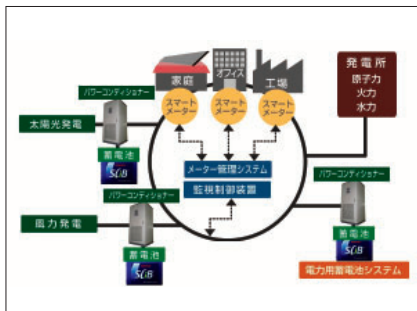 家庭
オフィス
工場
スマート
メーター
スマート
メーター
スマート
メーター
発電所
原子力
火力
水力
パワーコンディショナー
太陽光発電
蓄電池
SCiB
メーター管理システム
監視制御装置
パワーコンディショナー
風力発電
蓄電池
SCiB
パワーコンディショナー
蓄電池
SCiB
電力用蓄電池システム